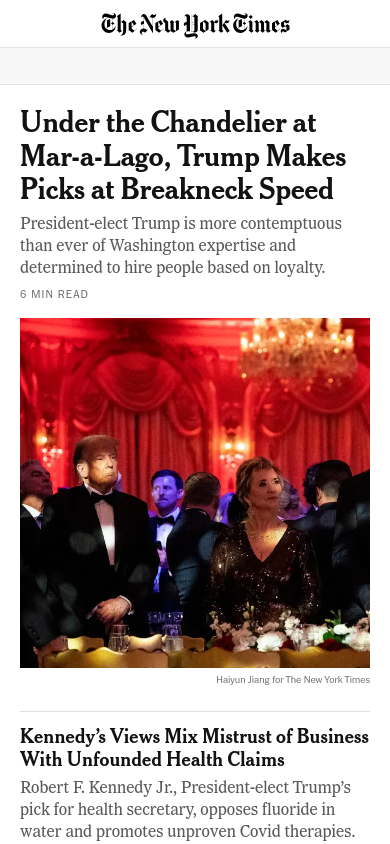 The New York Times
Under the Chandelier at
Mar-a-Lago, Trump Makes
Picks at Breakneck Speed
President-elect Trump is more contemptuous
than ever of Washington expertise and
determined to hire people based on loyalty.
6 MIN READ
Haiyun Jiang for The New York Times
Kennedy’s Views Mix Mistrust of Business
With Unfounded Health Claims
Robert F. Kennedy Jr., President-elect Trump’s
pick for health secretary, opposes fluoride in
water and promotes unproven Covid therapies.